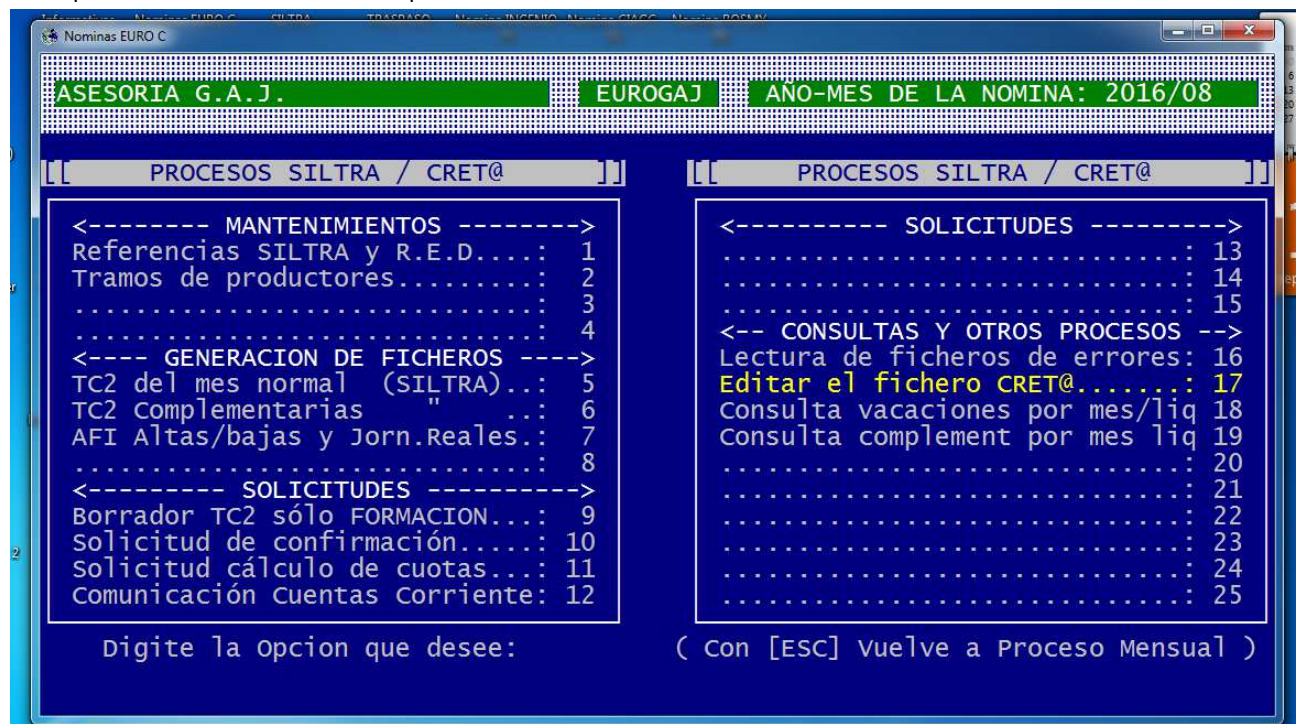 Nominas EURO C
ASESORIA G.A.J. EUROGAJ AÑO-MES DE LA NOMINA: 2016/08
[[ PROCESOS SILTRA / CRET@ ]]
<-------- MANTENIMIENTOS -------->
Referencias SILTRA y R.E.D....: 1
Tramos de productores.........: 2
..............................: 3
..............................: 4
<---- GENERACION DE FICHEROS ---->
TC2 del mes normal (SILTRA)..: 5
TC2 Complementarias " ..: 6
AFI Altas/bajas y Jorn.Reales.: 7
..............................: 8
<--------- SOLICITUDES ---------->
Borrador TC2 sólo FORMACION...: 9
Solicitud de confirmación.....: 10
Solicitud cálculo de cuotas...: 11
Comunicación Cuentas Corriente: 12
Digite la Opcion que desee:
[[ PROCESOS SILTRA / CRET@ ]]
<---------- SOLICITUDES --------->
..............................: 13
..............................: 14
..............................: 15
<-- CONSULTAS Y OTROS PROCESOS -->
Lectura de ficheros de errores: 16
Editar el fichero CRET@.......: 17
Consulta vacaciones por mes/liq 18
Consulta complement por mes liq 19
..............................: 20
..............................: 21
..............................: 22
..............................: 23
..............................: 24
..............................: 25
( Con [ESC] Vuelve a Proceso Mensual )